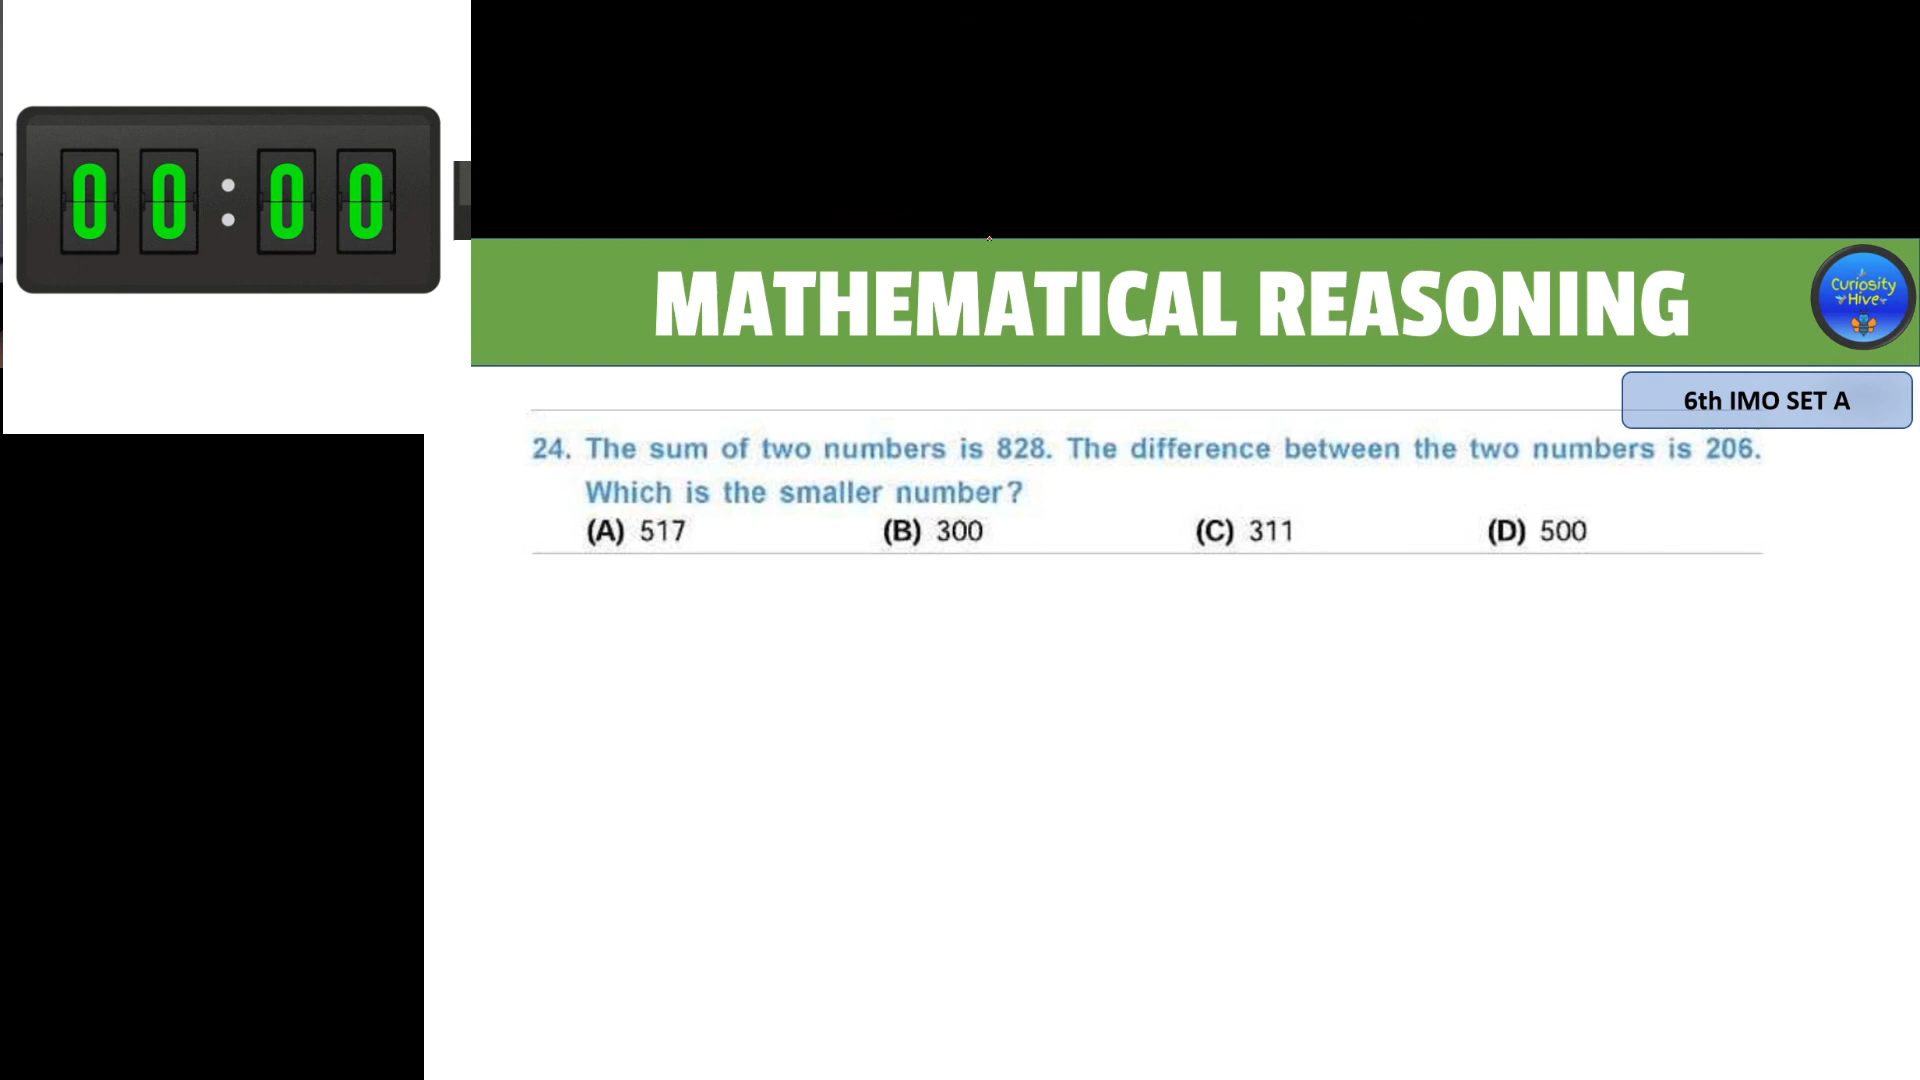 00:00
MATHEMATICAL REASONING
Curiosity
Hive
6th IMO SET A
24. The sum of two numbers is 828. The difference between the two numbers is 206.
Which is the smaller number?
(A) 517 (B) 300 (C) 311 (D) 500